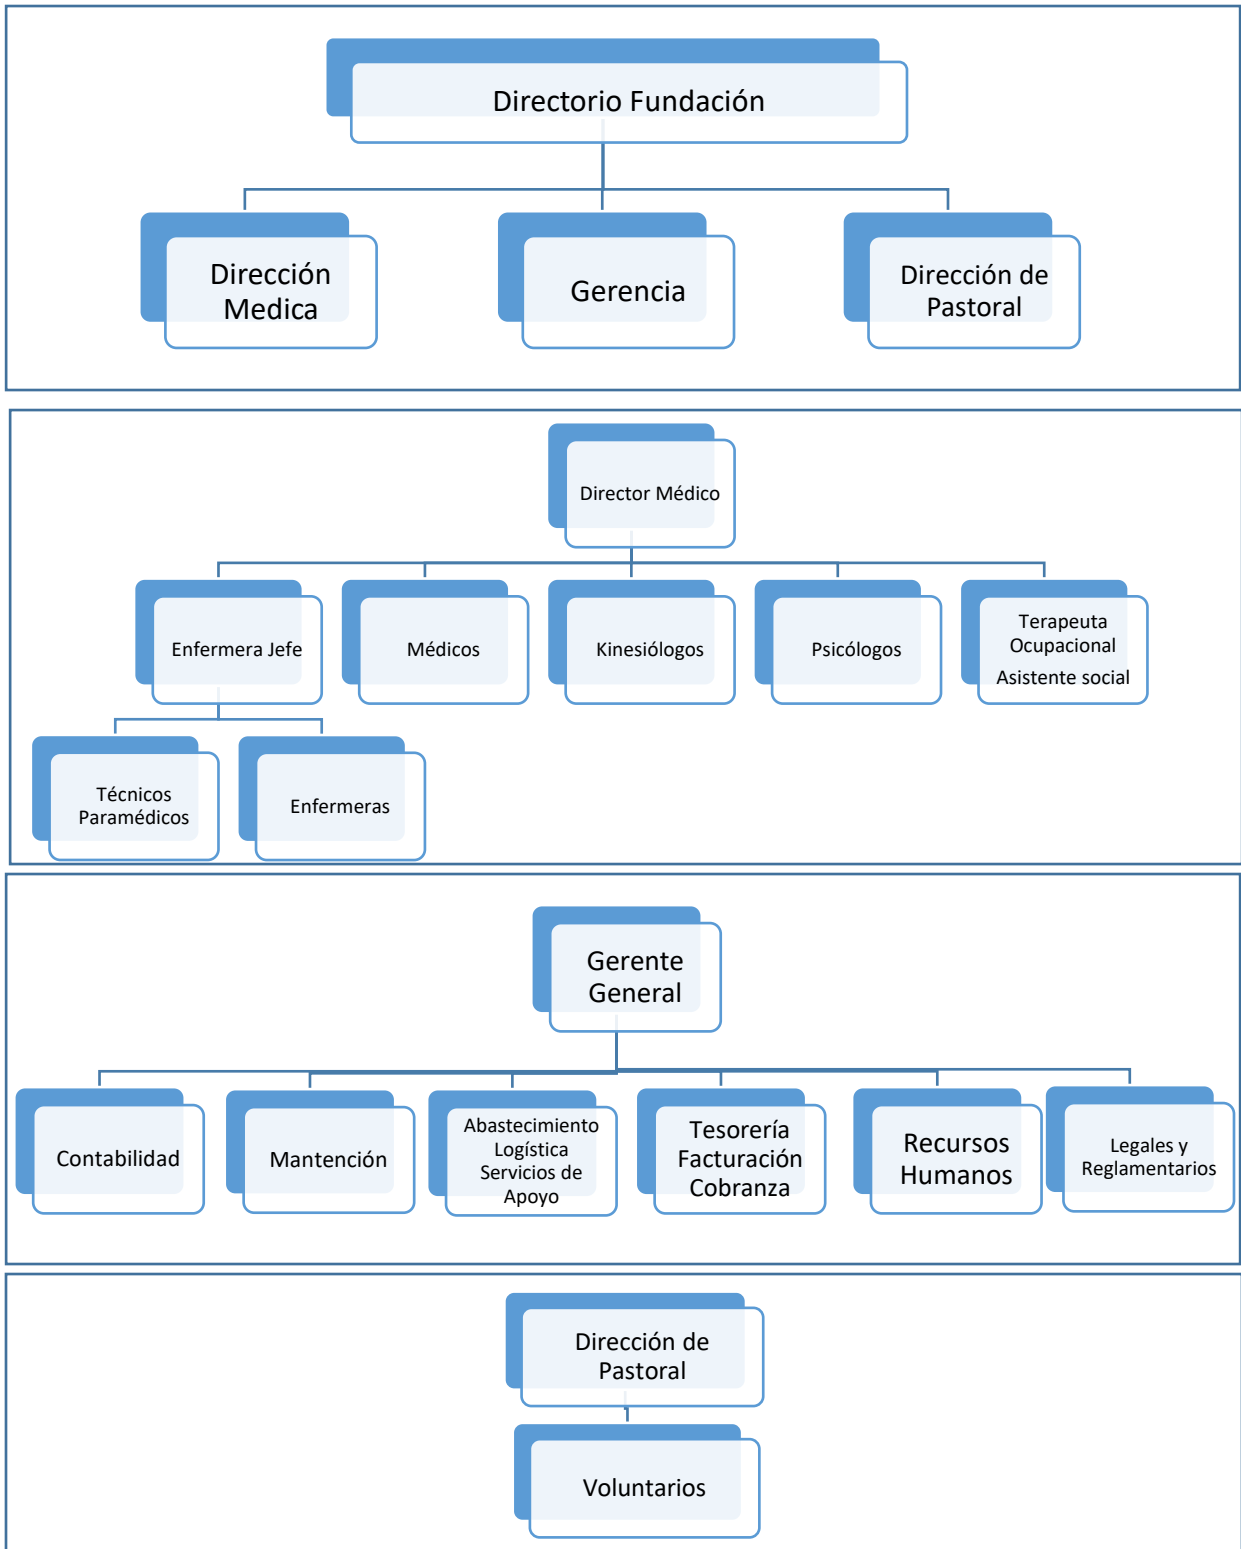 Directorio Fundación
Dirección
Medica
Gerencia
Dirección de
Pastoral
Director Médico
Enfermera Jefe
Médicos
Kinesiólogos
Psicólogos
Terapeuta
Ocupacional
Asistente social
Técnicos
Paramédicos
Enfermeras
Gerente
General
Contabilidad
Mantención
Abastecimiento
Logística
Servicios de
Apoyo
Tesorería
Facturación
Cobranza
Recursos
Humanos
Legales y
Reglamentarios
Dirección de
Pastoral
Voluntarios